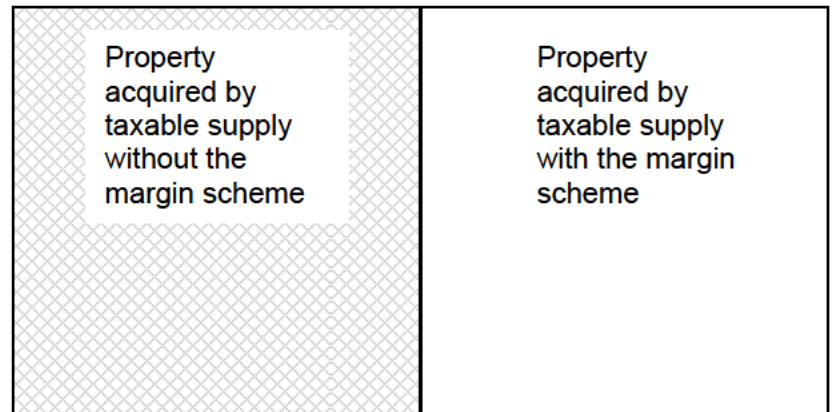 Property
acquired by
taxable supply
without the
margin scheme
Property
acquired by
taxable supply
with the margin
scheme